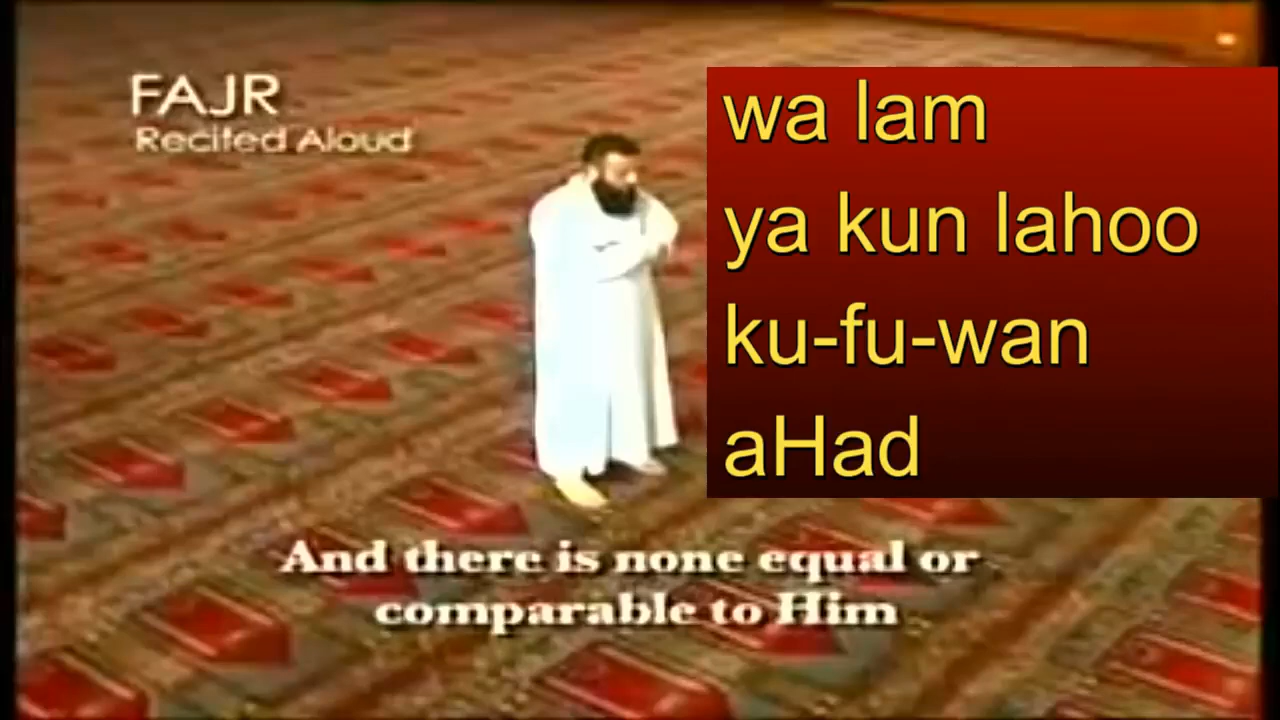 FAJR
Recited Aloud
wa lam
ya kun lahoo
ku-fu-wan
aHad
And there is none equal or
comparable to Him